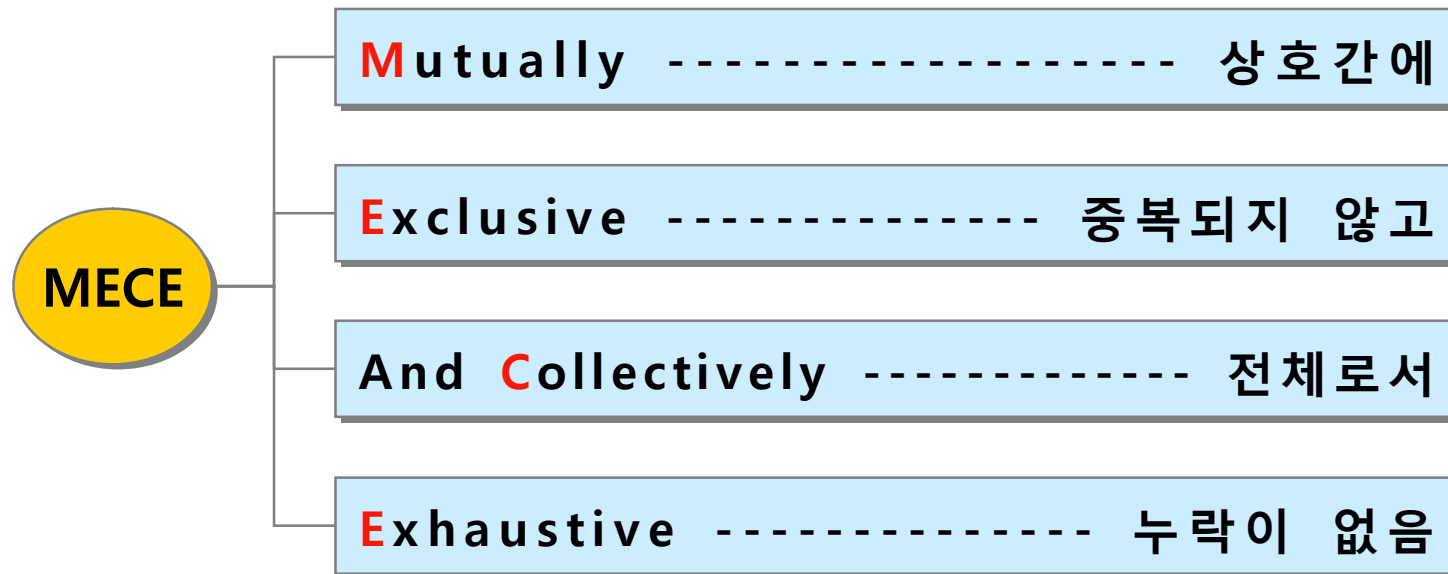 MECE
Mutually ------------------ 상호간에
Exclusive -------------- 중복되지 않고
And Collectively ------------ 전체로서
Exhaustive -------------- 누락이 없음